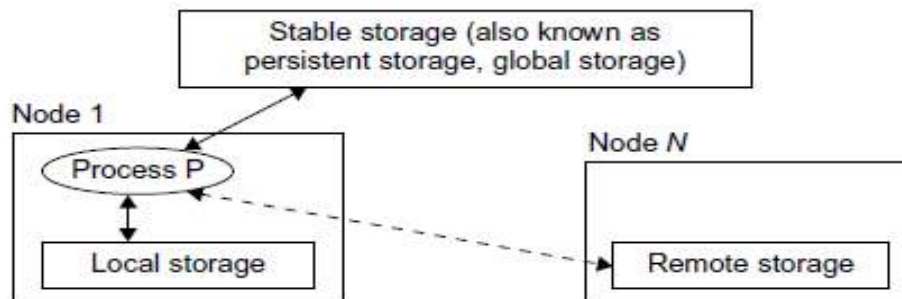 Stable storage (also known as
persistent storage, global storage)
Node 1
Process P
Local storage
Node N
Remote storage